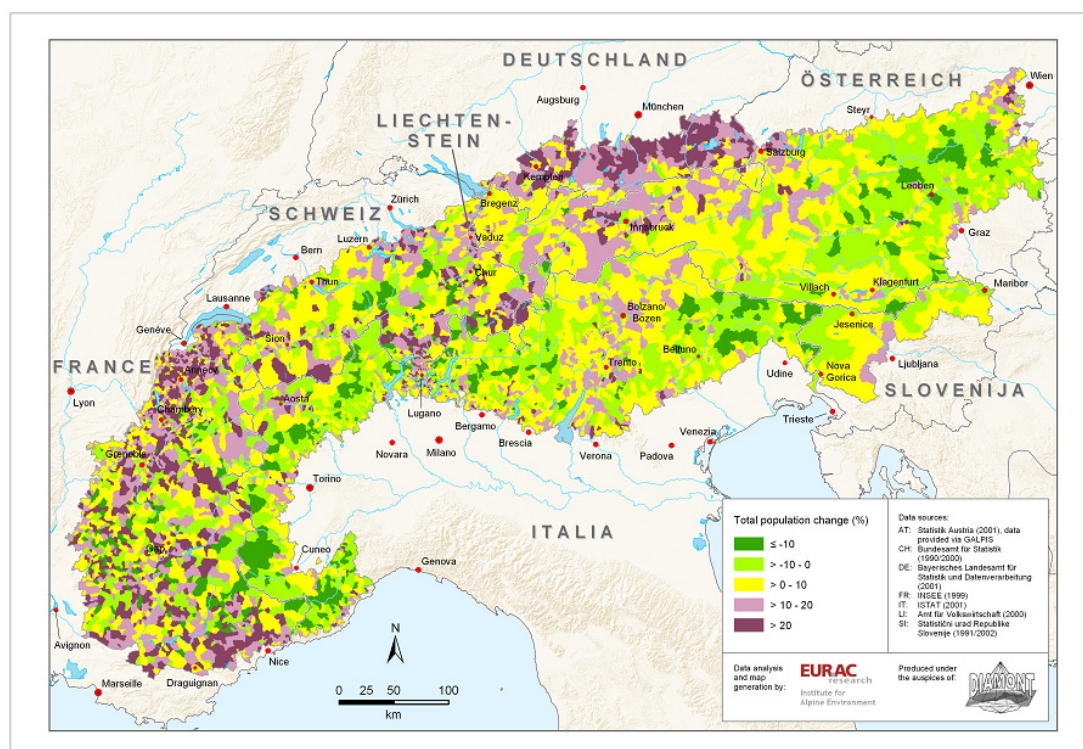 DEUTSCHLAND
ÖSTERREICH
Wien
Augsburg
München
Steyr
LIECHTEN-
STEIN
Salzburg
Kempten
Leoben
Zürich
Bregenz
SCHWEIZ
Innsbruck
Graz
Luzern
Vaduz
Bern
Chur
Thun
Villach
Klagenfurt
Maribor
Lausanne
Bolzano/
Bozen
Jesenice
Genéve
Sion
Belluno
Ljubljana
FRANCE
Annecy
Trento
Nova
Gorica
Udine
SLOVENIJA
Lyon
Aosta
Chambéry
Lugano
Trieste
Bergamo
Brescia
Venezia
Grenoble
Novara
Milano
Verona
Padova
Torino
ITALIA
Gap
Cuneo
Genova
Avignon
Nice
Draguignan
Marseille
N
0 25 50 100
km
Total population change (%)
≤ -10
> -10 - 0
> 0 - 10
> 10 - 20
> 20
Data sources:
AT: Statistik Austria (2001), data
provided via GALPIS
CH: Bundesamt für Statistik
(1990/2000)
DE: Bayerisches Landesamt für
Statistik und Datenverarbeitung
(2001)
FR: INSEE (1999)
IT: ISTAT (2001)
LI: Amt für Volkswirtschaft (2000)
SI: Statistični urad Republike
Slovenije (1991/2002)
Data analysis
and map
generation by:
EURAC
research
Institute for
Alpine Environment
Produced under
the auspices of:
DIAMONT